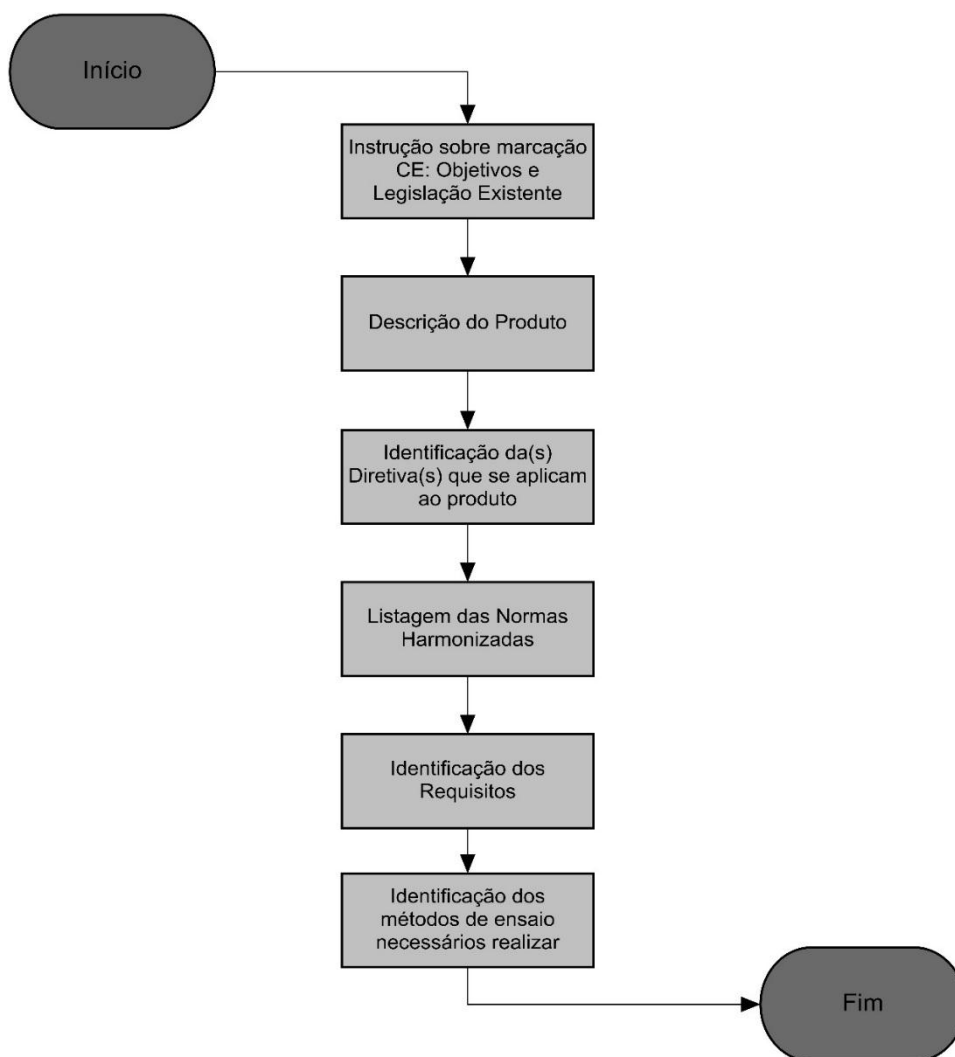 Início
Instrução sobre marcação
CE: Objetivos e
Legislação Existente
Descrição do Produto
Identificação da(s)
Diretiva(s) que se aplicam
ao produto
Listagem das Normas
Harmonizadas
Identificação dos
Requisitos
Identificação dos
métodos de ensaio
necessários realizar
Fim